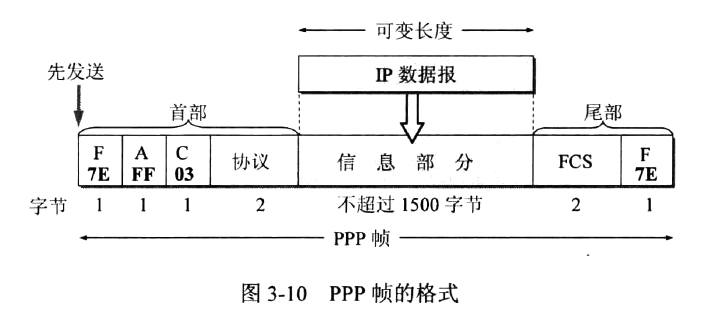 可变长度
IP 数据报
先发送
首部
尾部
F A C 协议 信息部分 FCS F
7E FF 03 7E
字节 1 1 1 2 不超过 1500 字节 2 1
PPP 帧
图 3-10 PPP 帧的格式